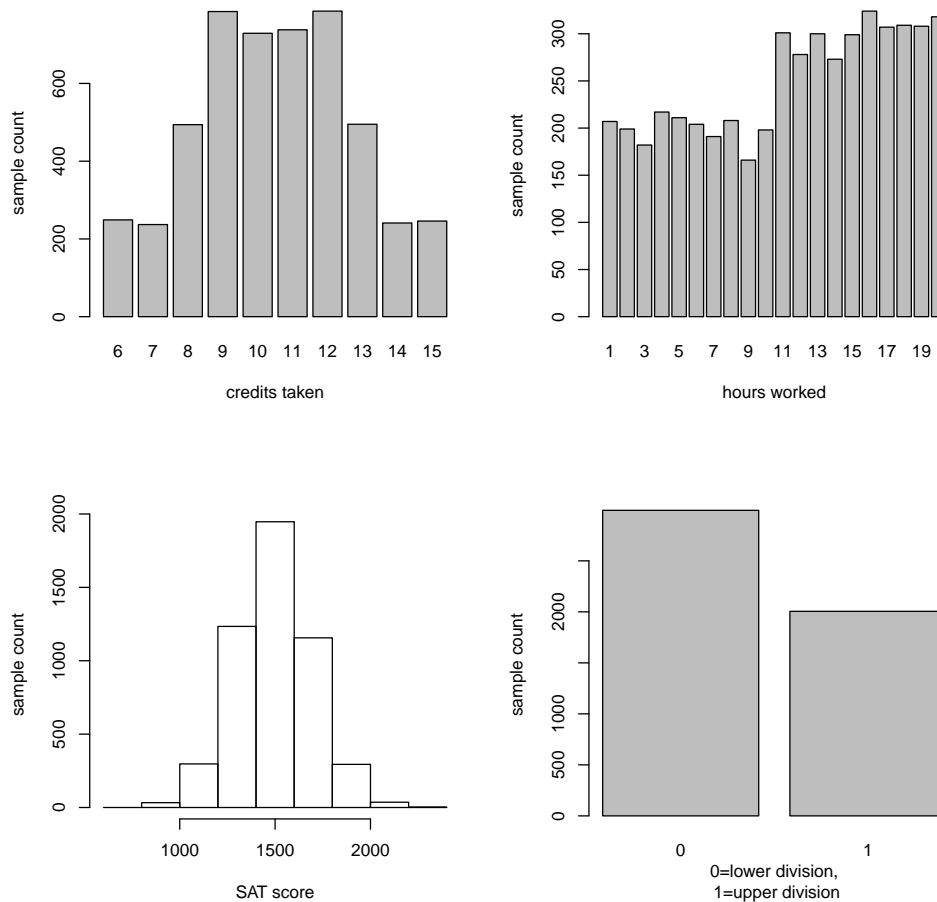 sample count
0
200
400
600
6 7 8 9 10 11 12 13 14 15
credits taken
sample count
0
50
100
150
200
250
300
1 3 5 7 9 11 13 15 17 19
hours worked
sample count
0
500
1000
1500
2000
1000 1500 2000
SAT score
sample count
0
500
1000
2000
0 1
0=lower division,
1=upper division